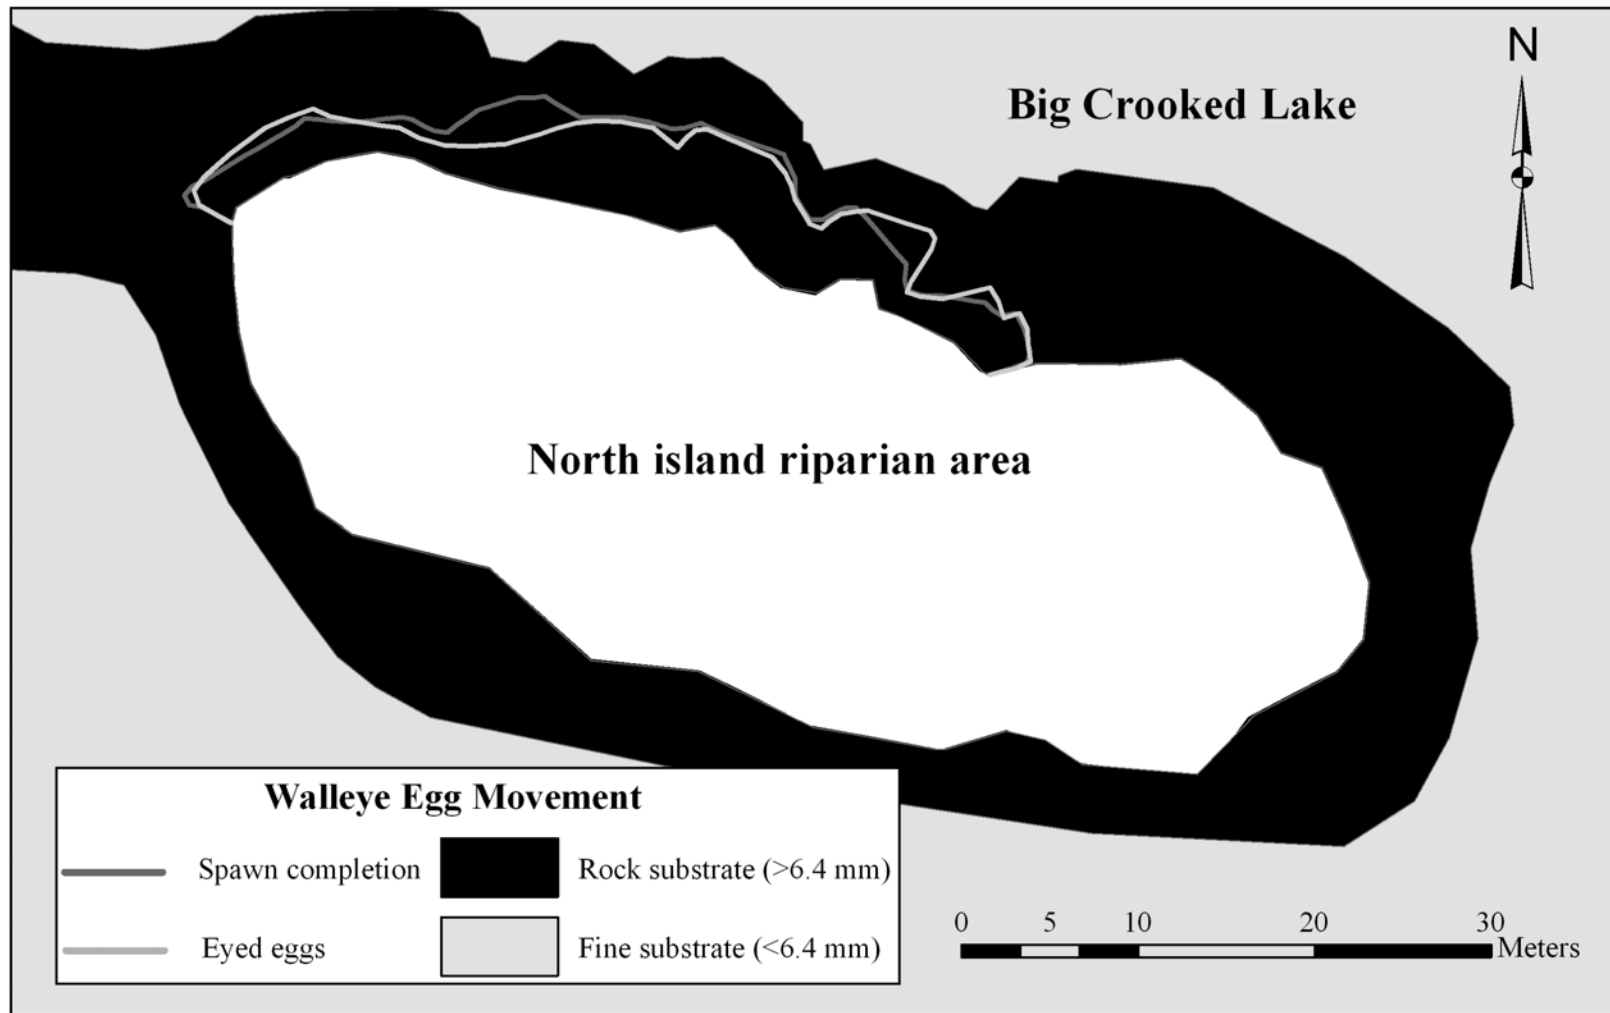 N
Big Crooked Lake
North island riparian area
Walleye Egg Movement
Spawn completion
Rock substrate (>6.4 mm)
Eyed eggs
Fine substrate (<6.4 mm)
0 5 10 20 30
Meters